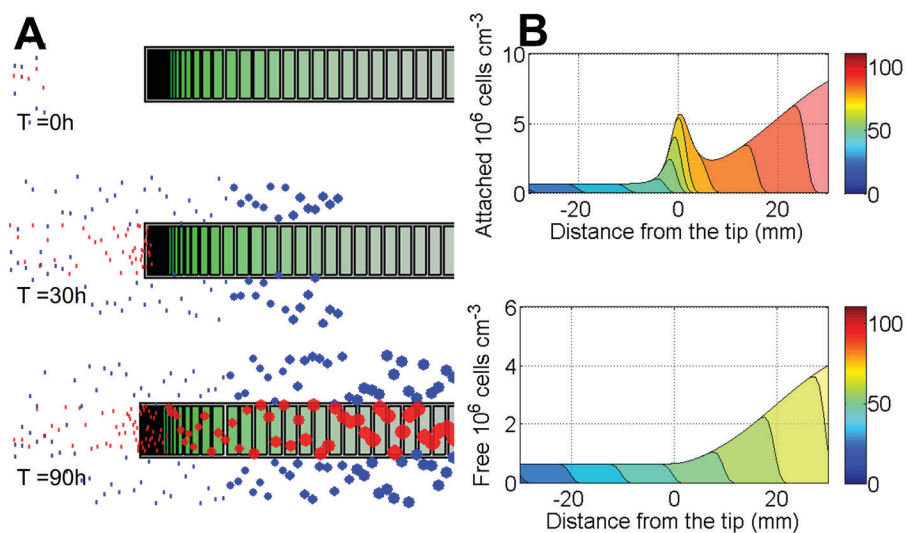 A
T =0h
T =30h
T =90h
B
Attached 10⁶ cells cm⁻³
10
5
0
-20
0
20
Distance from the tip (mm)
100
50
0
Free 10⁶ cells cm⁻³
6
4
2
0
-20
0
20
Distance from the tip (mm)
100
50
0